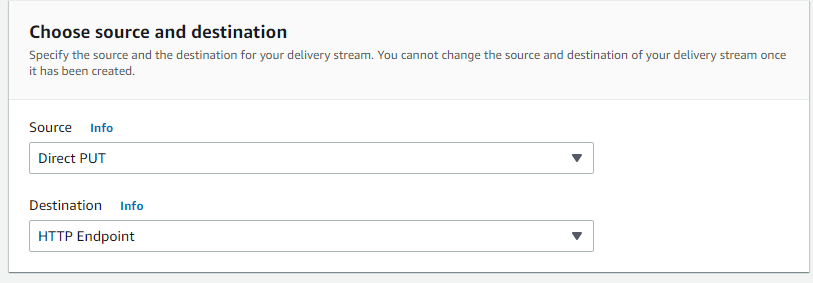 Choose source and destination
Specify the source and the destination for your delivery stream. You cannot change the source and destination of your delivery stream once
it has been created.
Source Info
Direct PUT
Destination Info
HTTP Endpoint